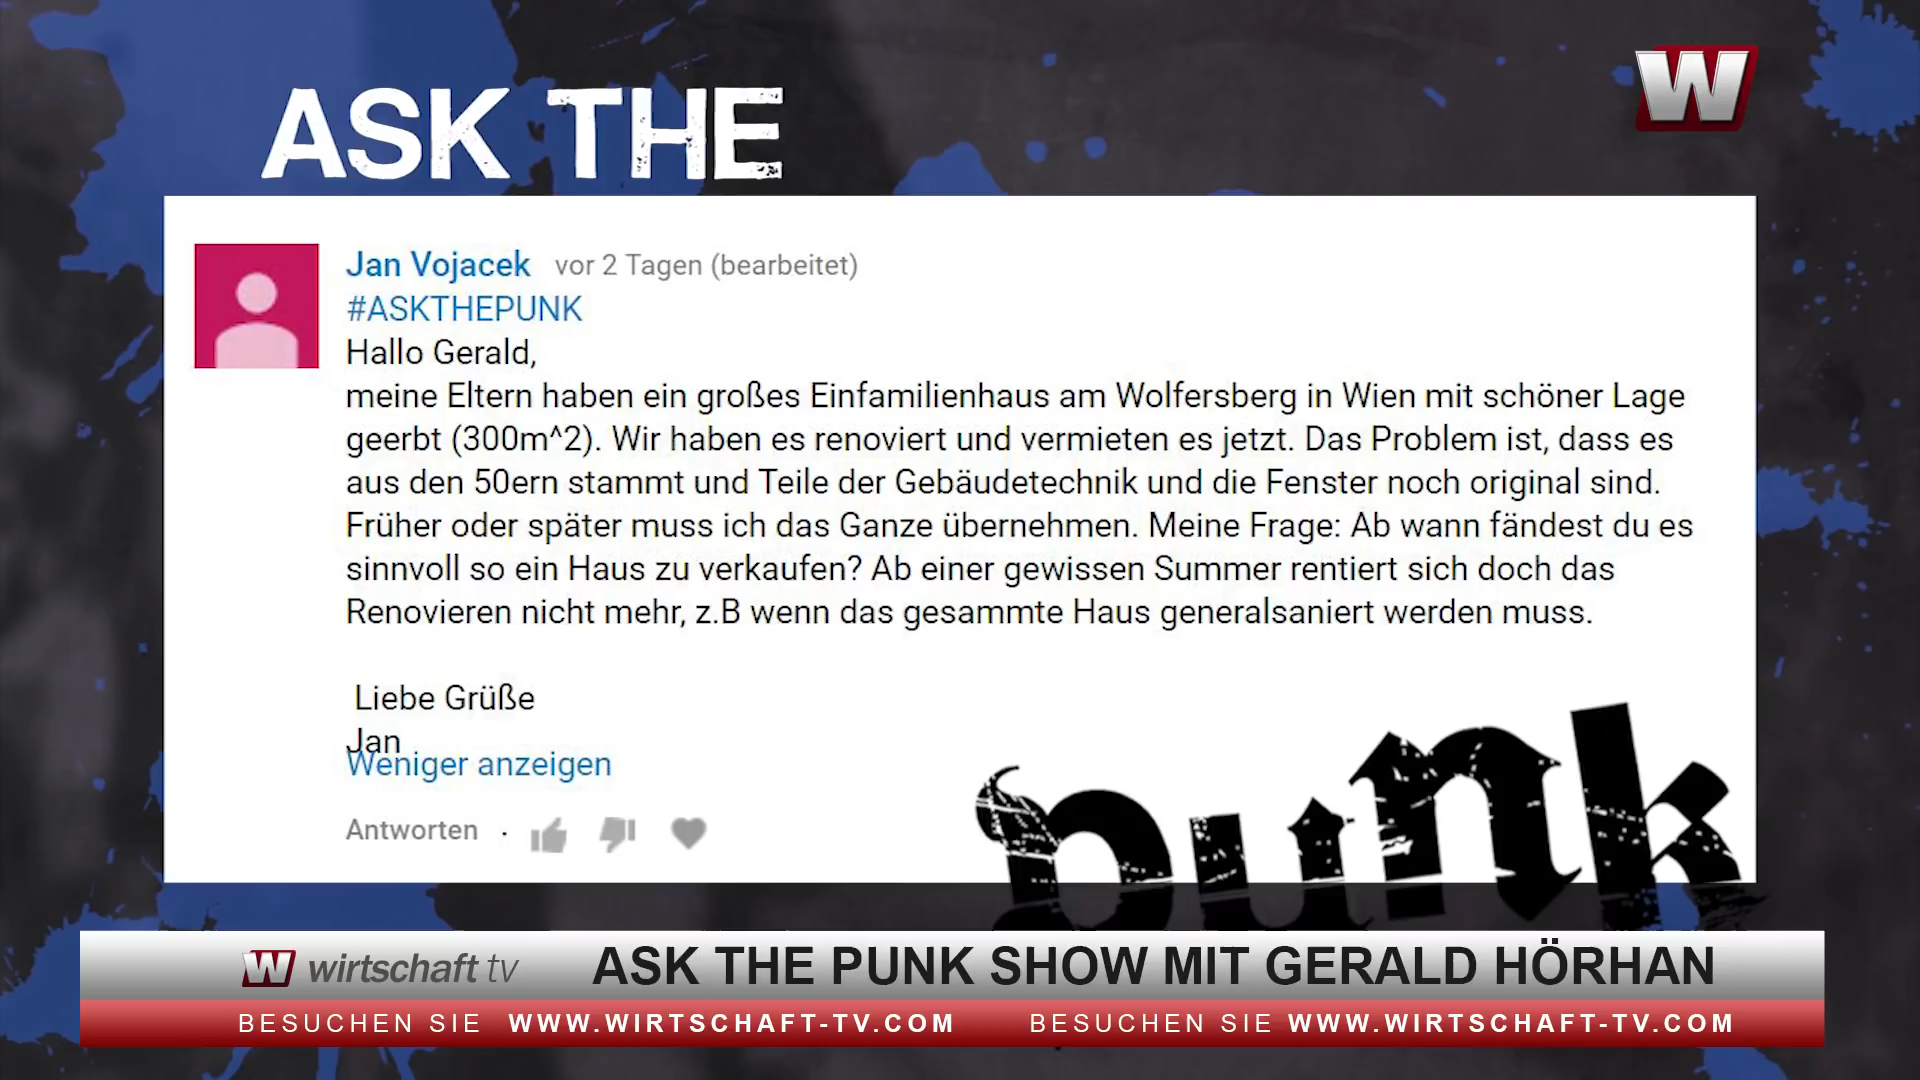 ASK THE
W
Jan Vojacek vor 2 Tagen (bearbeitet)
#ASKTHEPUNK
Hallo Gerald,
meine Eltern haben ein großes Einfamilienhaus am Wolfersberg in Wien mit schöner Lage
geerbt (300m^2). Wir haben es renoviert und vermieten es jetzt. Das Problem ist, dass es
aus den 50ern stammt und Teile der Gebäudetechnik und die Fenster noch original sind.
Früher oder später muss ich das Ganze übernehmen. Meine Frage: Ab wann fändest du es
sinnvoll so ein Haus zu verkaufen? Ab einer gewissen Summer rentiert sich doch das
Renovieren nicht mehr, z.B wenn das gesammte Haus generalsaniert werden muss.
Liebe Grüße
Jan
Weniger anzeigen
Antworten ·
punk
W wirtschaft tv ASK THE PUNK SHOW MIT GERALD HÖRHAN
BESUCHEN SIE WWW.WIRTSCHAFT-TV.COM BESUCHEN SIE WWW.WIRTSCHAFT-TV.COM